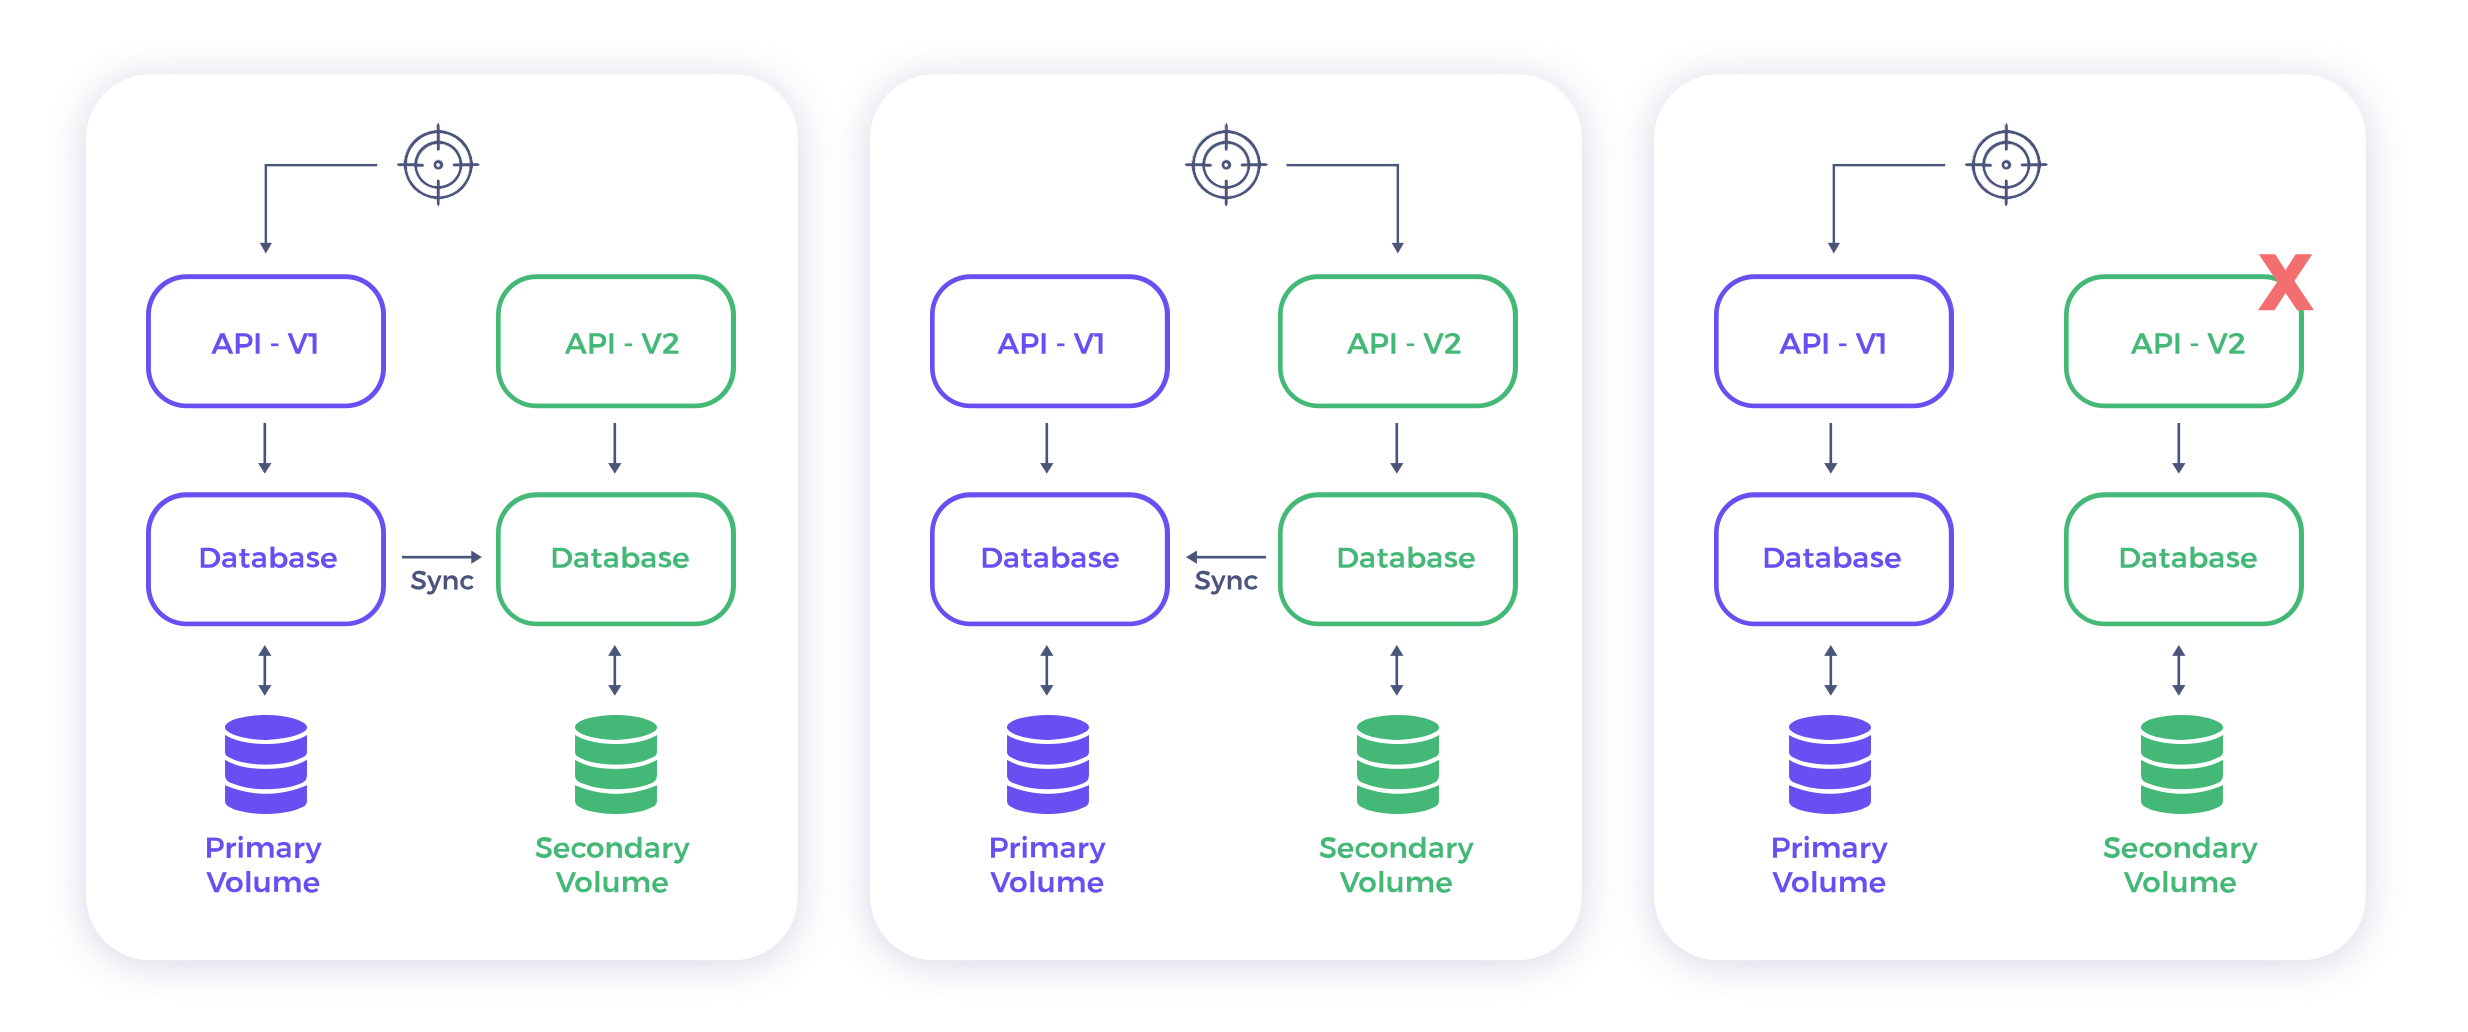 API - V1
API - V2
Database
Sync
Database
Primary
Volume
Secondary
Volume
API - V1
API - V2
Database
Sync
Database
Primary
Volume
Secondary
Volume
X
API - V1
API - V2
Database
Database
Primary
Volume
Secondary
Volume